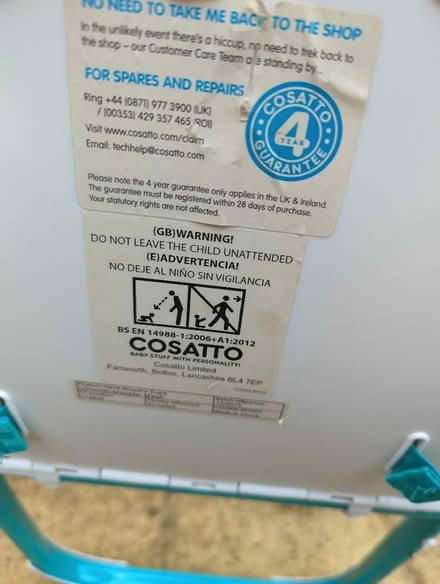 NO NEED TO TAKE ME BACK TO THE SHOP
In the unlikely event there's a hiccup, no need to trek back to
the shop – our Customer Care Team are standing by...
FOR SPARES AND REPAIRS
Ring +44 (0871) 977 3900 (UK)
/ (00353) 429 357 465 (ROI)
Visit www.cosatto.com/claim
Email: techhelp@cosatto.com
COSATTO
4
YEAR
GUARANTEE
Please note the 4 year guarantee only applies in the UK & Ireland.
The guarantee must be registered within 28 days of purchase.
Your statutory rights are not affected.
(GB)WARNING!
DO NOT LEAVE THE CHILD UNATTENDED
(E)ADVERTENCIA!
NO DEJE AL NIÑO SIN VIGILANCIA
BS EN 14988-1:2006+A1:2012
COSATTO
BABY STUFF WITH PERSONALITY!
Cosatto Limited
Farnworth, Bolton, Lancashire BL4 7EP